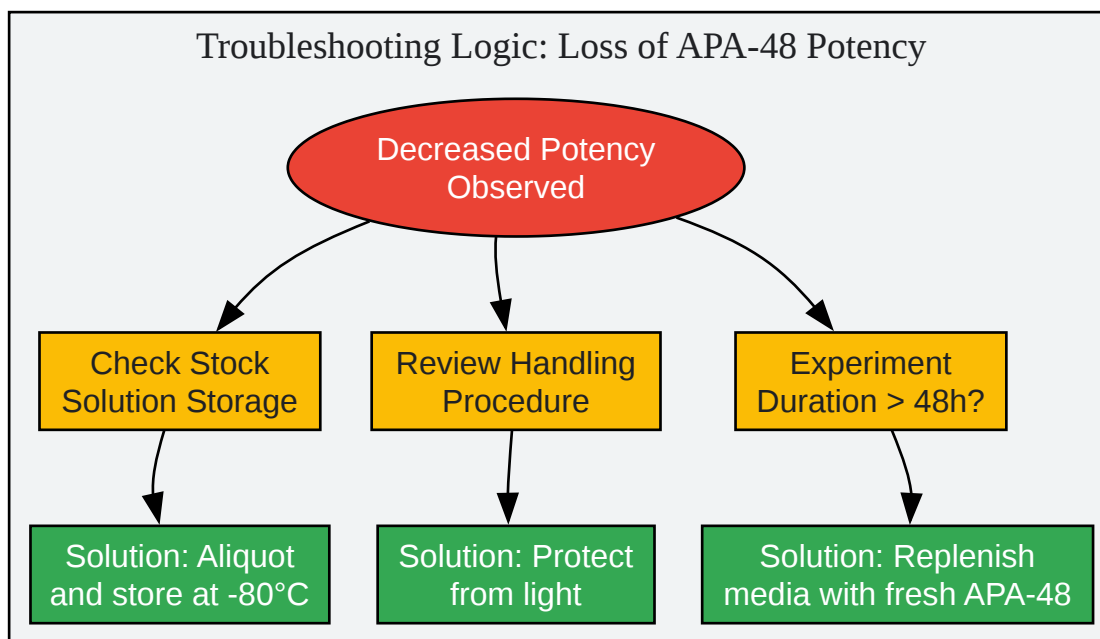 Troubleshooting Logic: Loss of APA-48 Potency
Decreased Potency
Observed
Check Stock
Solution Storage
Review Handling
Procedure
Experiment
Duration > 48h?
Solution: Aliquot
and store at -80°C
Solution: Protect
from light
Solution: Replenish
media with fresh APA-48